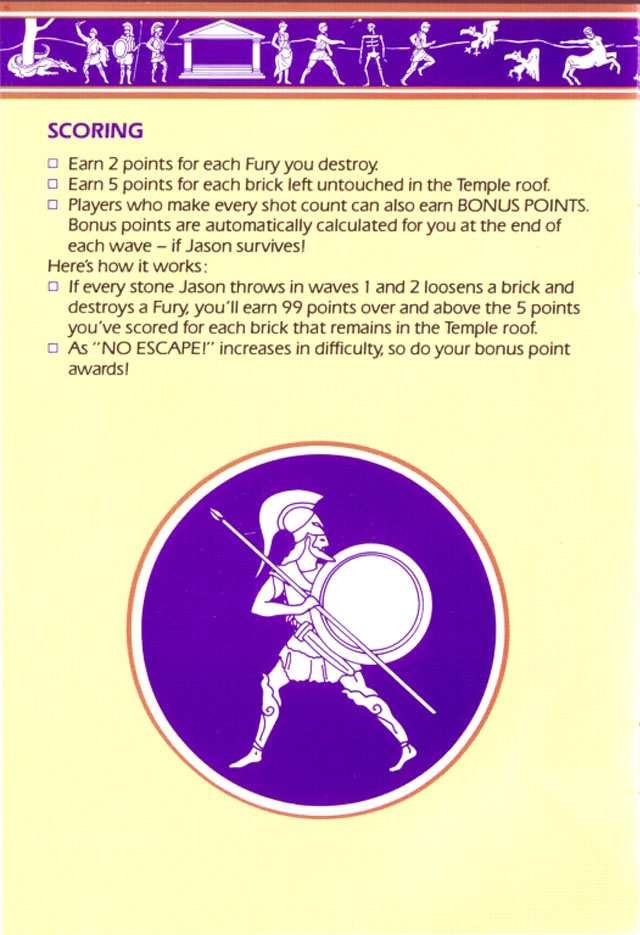 SCORING
□ Earn 2 points for each Fury you destroy.
□ Earn 5 points for each brick left untouched in the Temple roof.
□ Players who make every shot count can also earn BONUS POINTS.
Bonus points are automatically calculated for you at the end of
each wave – if Jason survives!
Here's how it works:
□ If every stone Jason throws in waves 1 and 2 loosens a brick and
destroys a Fury, you'll earn 99 points over and above the 5 points
you've scored for each brick that remains in the Temple roof.
□ As "NO ESCAPE!" increases in difficulty, so do your bonus point
awards!